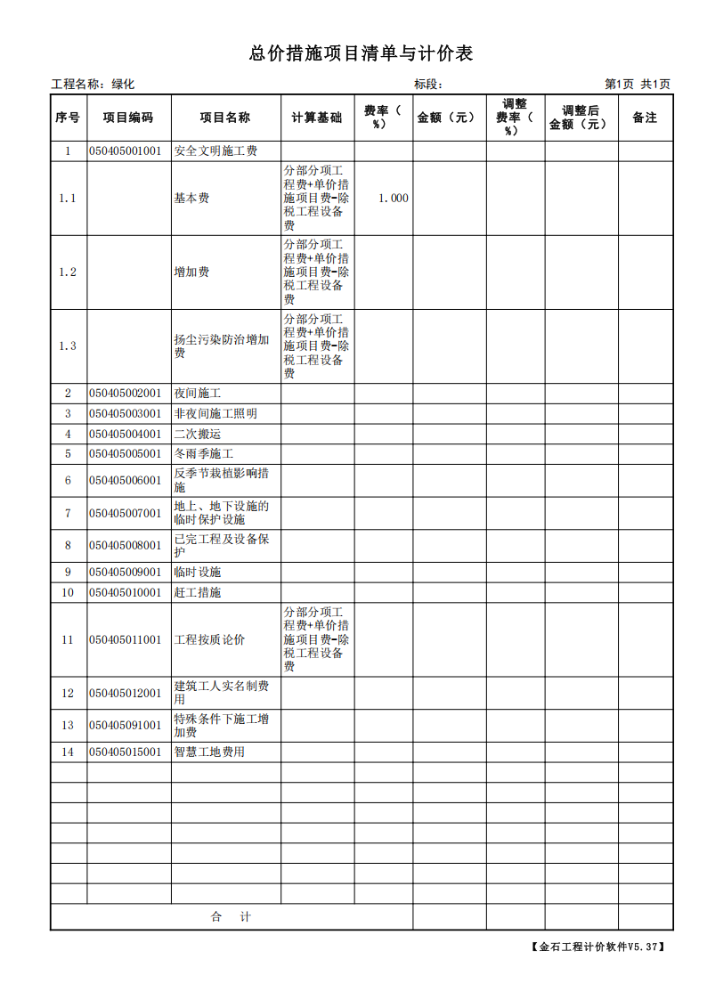 总价措施项目清单与计价表
工程名称：绿化 标段： 第1页 共1页
序号 项目编码 项目名称 计算基础 费率（%） 金额（元） 调整费率（%） 调整后金额（元） 备注
1 050405001001 安全文明施工费
1.1 基本费 分部分项工程费+单价措施项目费-除税工程设备费 1.000
1.2 增加费 分部分项工程费+单价措施项目费-除税工程设备费
1.3 扬尘污染防治增加费 分部分项工程费+单价措施项目费-除税工程设备费
2 050405002001 夜间施工
3 050405003001 非夜间施工照明
4 050405004001 二次搬运
5 050405005001 冬雨季施工
6 050405006001 反季节栽植影响措施
7 050405007001 地上、地下设施的临时保护设施
8 050405008001 已完工程及设备保护
9 050405009001 临时设施
10 050405010001 赶工措施
11 050405011001 工程按质论价 分部分项工程费+单价措施项目费-除税工程设备费
12 050405012001 建筑工人实名制费用
13 050405091001 特殊条件下施工增加费
14 050405015001 智慧工地费用
合 计
【金石工程计价软件V5.37】